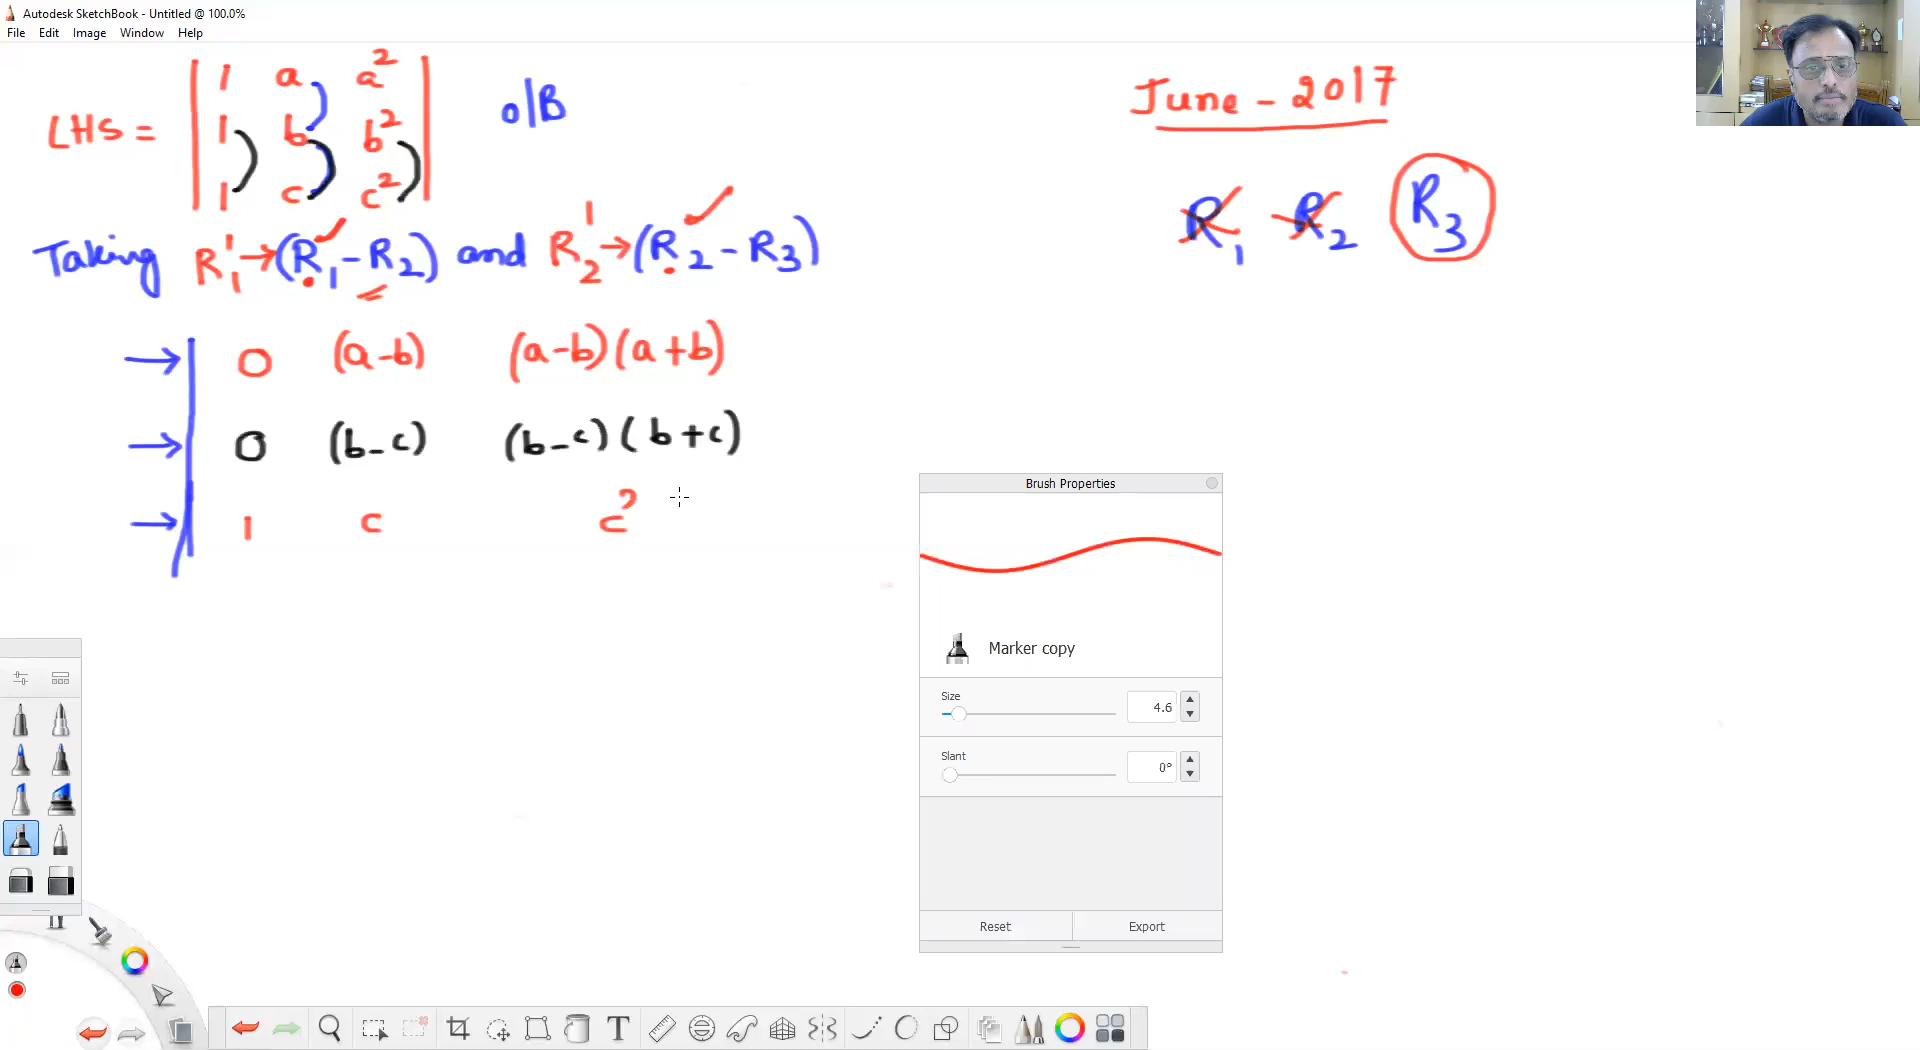 Autodesk SketchBook - Untitled @ 100.0%
File Edit Image Window Help
LHS = | 1 a a² |
| 1 b b² |
| 1 c c² |
o|B
June - 2017
R₁ R₂ R₃
Taking R₁' → (R₁ - R₂) and R₂' → (R₂ - R₃)
→ | 0 (a-b) (a-b)(a+b)
→ | 0 (b-c) (b-c)(b+c)
→ | 1 c c²
Brush Properties
Marker copy
Size
4.6
Slant
0°
Reset Export
T